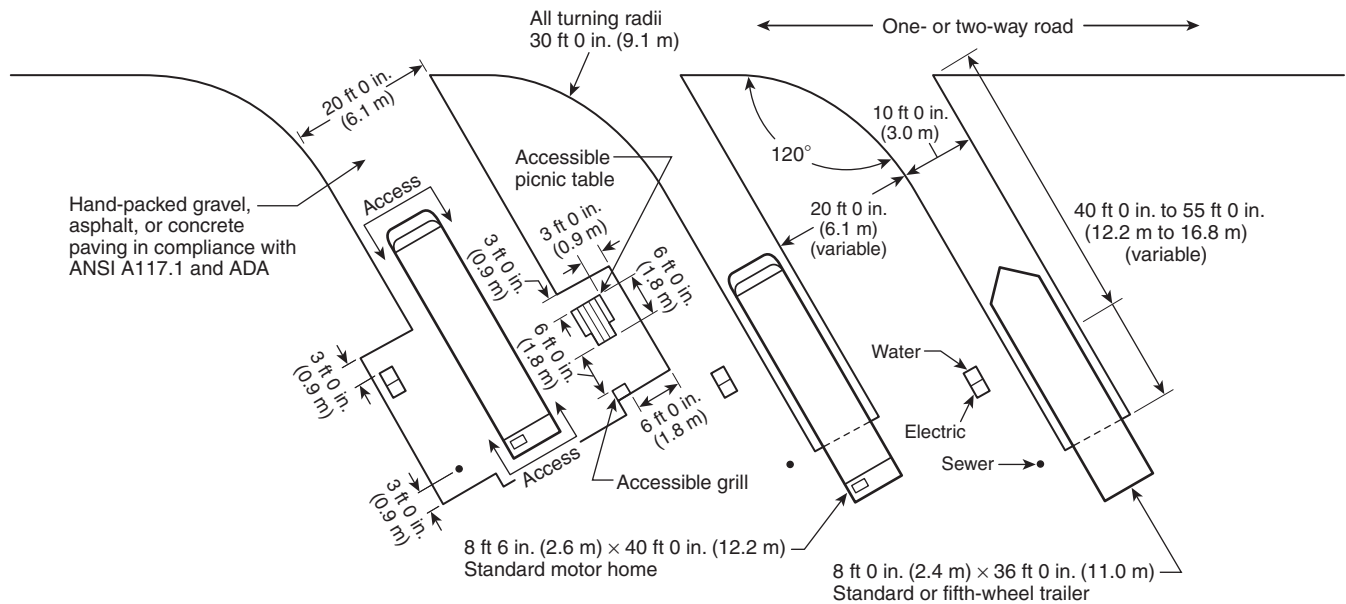 All turning radii
30 ft 0 in. (9.1 m)
One- or two-way road
20 ft 0 in.
(6.1 m)
10 ft 0 in.
(3.0 m)
120°
Accessible
picnic table
Hand-packed gravel,
asphalt, or concrete
paving in compliance with
ANSI A117.1 and ADA
Access
3 ft 0 in.
(0.9 m)
3 ft 0 in.
(0.9 m)
6 ft 0 in.
(1.8 m)
20 ft 0 in.
(6.1 m)
(variable)
40 ft 0 in. to 55 ft 0 in.
(12.2 m to 16.8 m)
(variable)
6 ft 0 in.
(1.8 m)
3 ft 0 in.
(0.9 m)
6 ft 0 in.
(1.8 m)
Water
Electric
Sewer
Access
3 ft 0 in.
(0.9 m)
Accessible grill
8 ft 6 in. (2.6 m) × 40 ft 0 in. (12.2 m)
Standard motor home
8 ft 0 in. (2.4 m) × 36 ft 0 in. (11.0 m)
Standard or fifth-wheel trailer